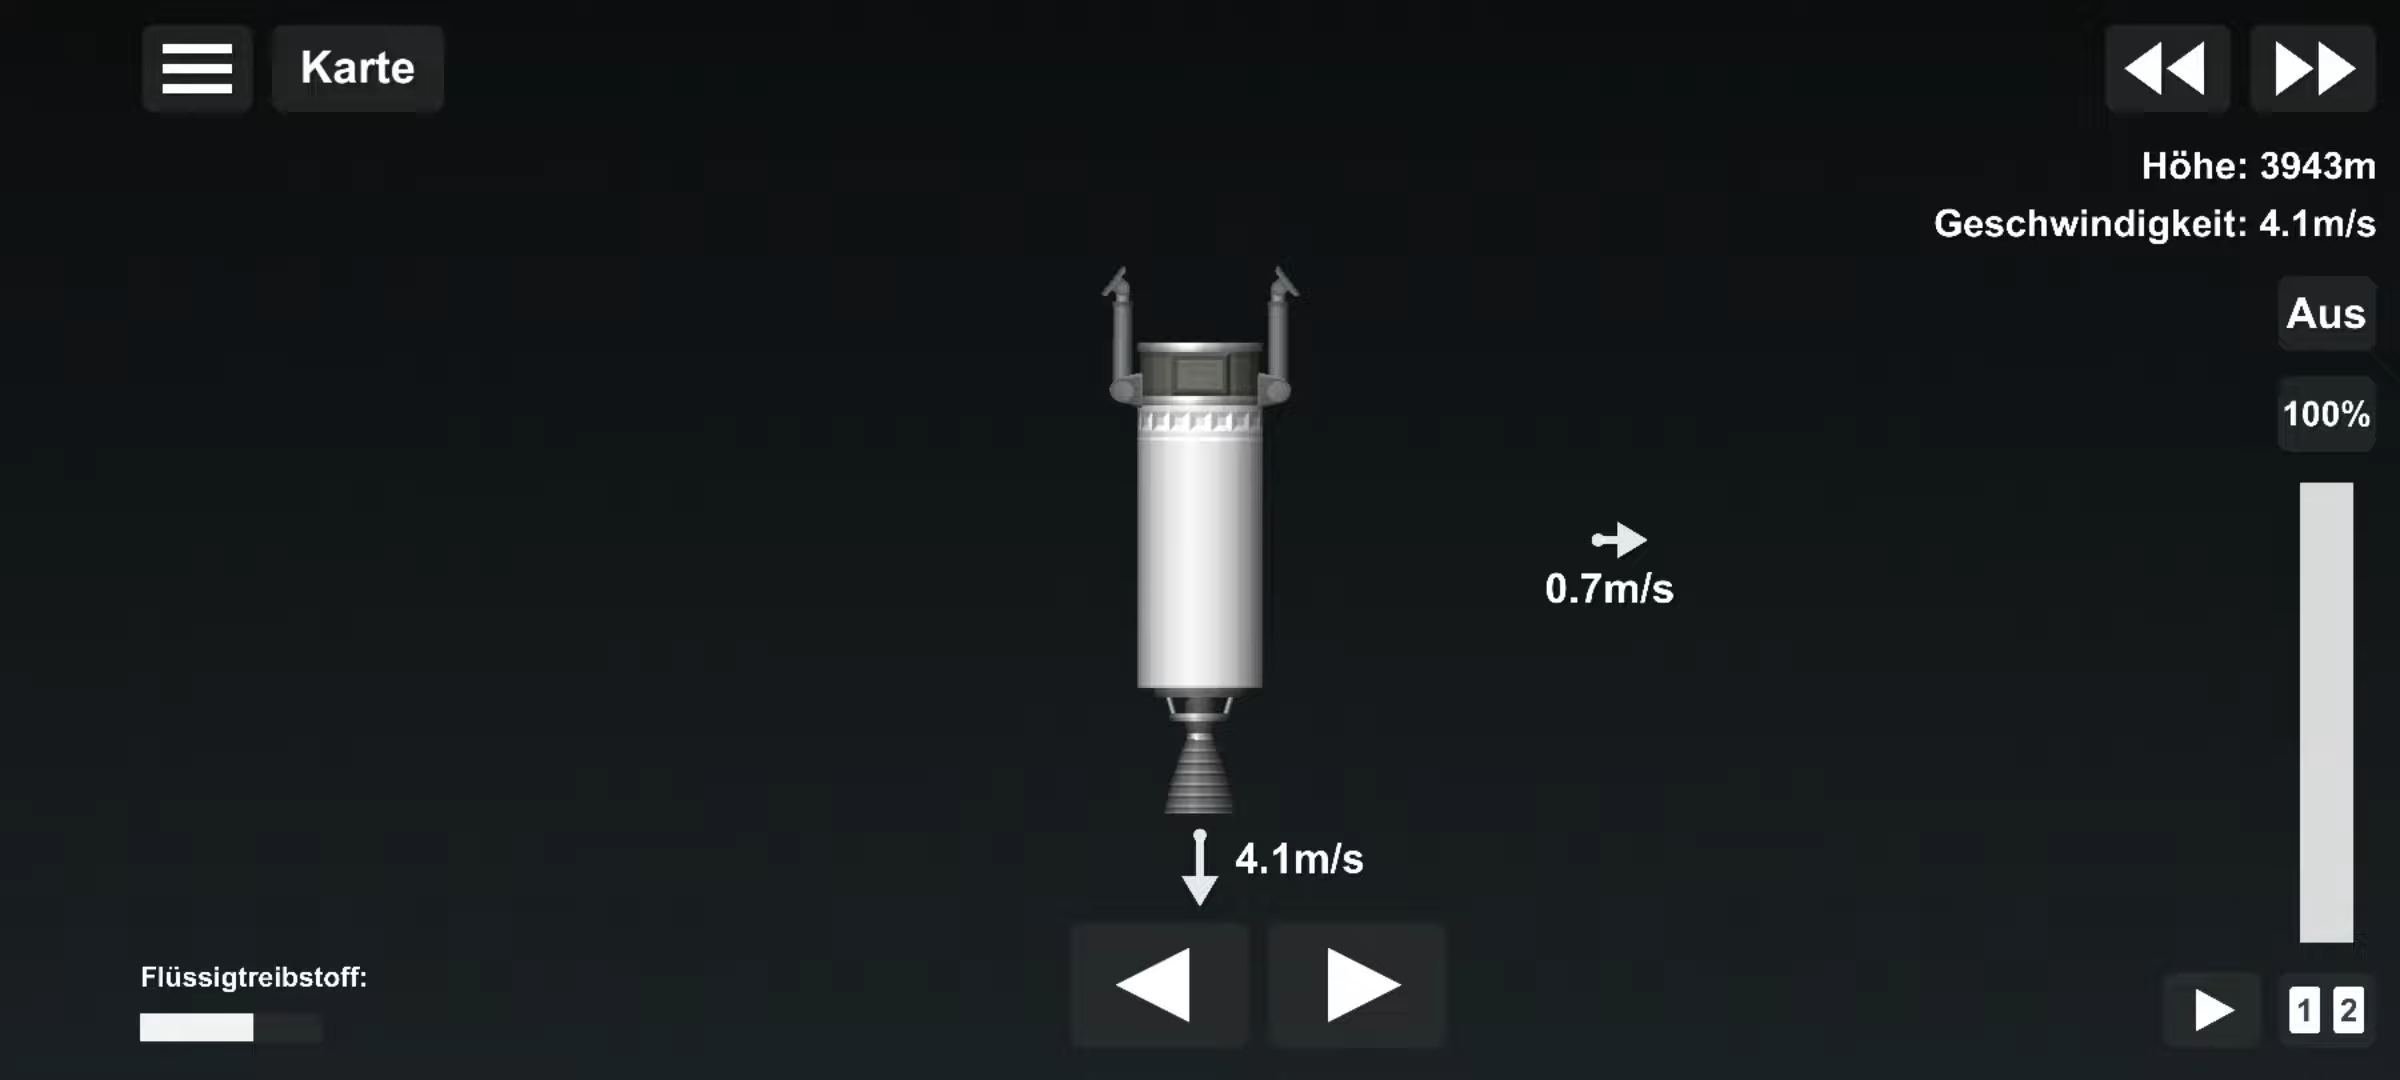 Karte
Höhe: 3943m
Geschwindigkeit: 4.1m/s
Aus
100%
0.7m/s
4.1m/s
Flüssigtreibstoff:
1 2